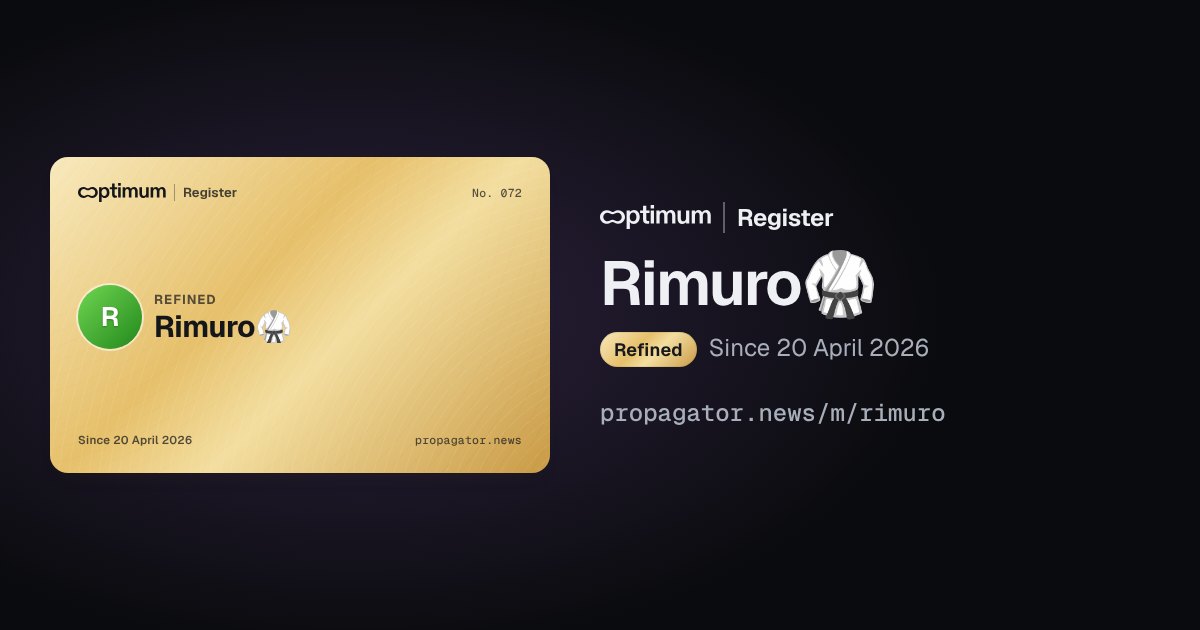 optimum | Register
No. 072
R
REFINED
Rimuro🥋
Since 20 April 2026
propagator.news
optimum | Register
Rimuro🥋
Refined Since 20 April 2026
propagator.news/m/rimuro